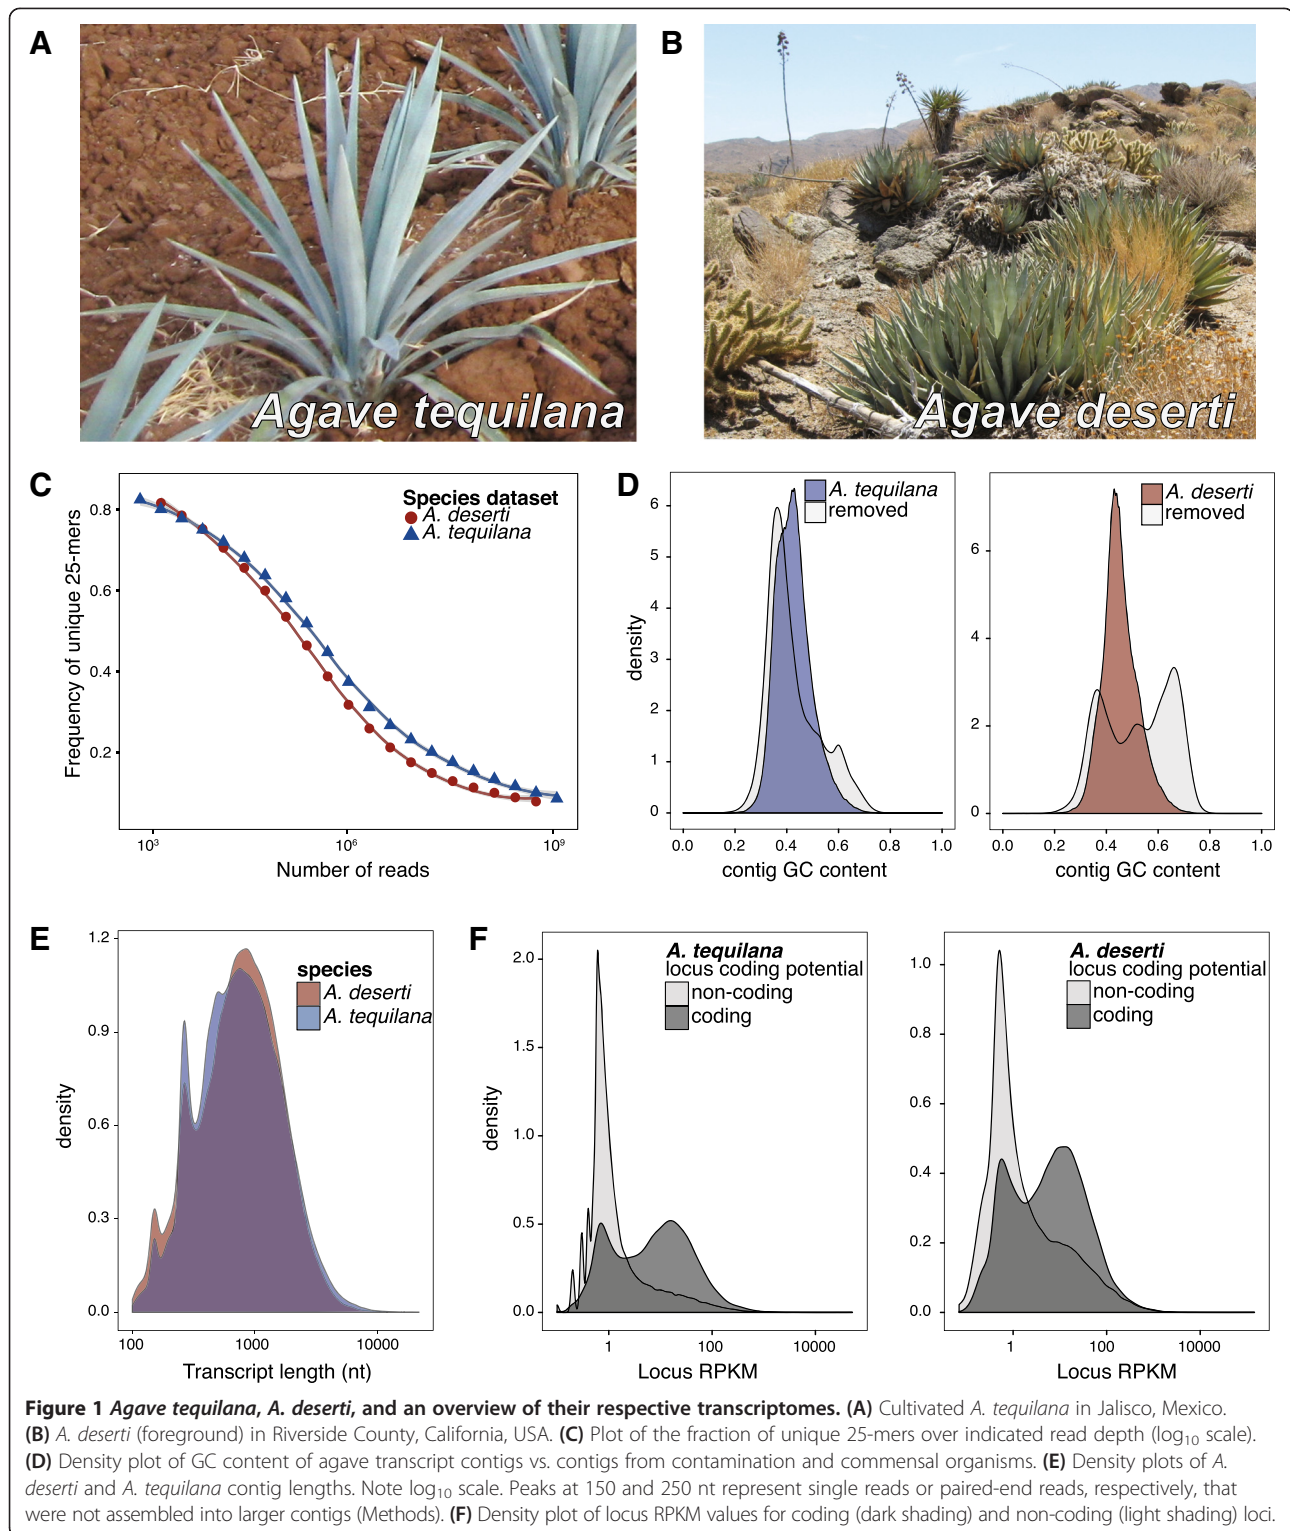 A
B
Agave tequilana
Agave deserti
C
Frequency of unique 25-mers
0.8
0.6
0.4
0.2
Species dataset
A. deserti
A. tequilana
10³
10⁶
10⁹
Number of reads
D
density
6
5
4
3
2
1
0
A. tequilana
removed
0.0
0.2
0.4
0.6
0.8
1.0
contig GC content
6
4
2
0
A. deserti
removed
0.0
0.2
0.4
0.6
0.8
1.0
contig GC content
E
density
1.2
0.9
0.6
0.3
0.0
species
A. deserti
A. tequilana
100
1000
10000
Transcript length (nt)
F
density
2.0
1.5
1.0
0.5
0.0
A. tequilana
locus coding potential
non-coding
coding
1
100
10000
Locus RPKM
1.0
0.8
0.6
0.4
0.2
0.0
A. deserti
locus coding potential
non-coding
coding
1
100
10000
Locus RPKM
Figure 1 Agave tequilana, A. deserti, and an overview of their respective transcriptomes. (A) Cultivated A. tequilana in Jalisco, Mexico.
(B) A. deserti (foreground) in Riverside County, California, USA. (C) Plot of the fraction of unique 25-mers over indicated read depth (log₁₀ scale).
(D) Density plot of GC content of agave transcript contigs vs. contigs from contamination and commensal organisms. (E) Density plots of A.
deserti and A. tequilana contig lengths. Note log₁₀ scale. Peaks at 150 and 250 nt represent single reads or paired-end reads, respectively, that
were not assembled into larger contigs (Methods). (F) Density plot of locus RPKM values for coding (dark shading) and non-coding (light shading) loci.